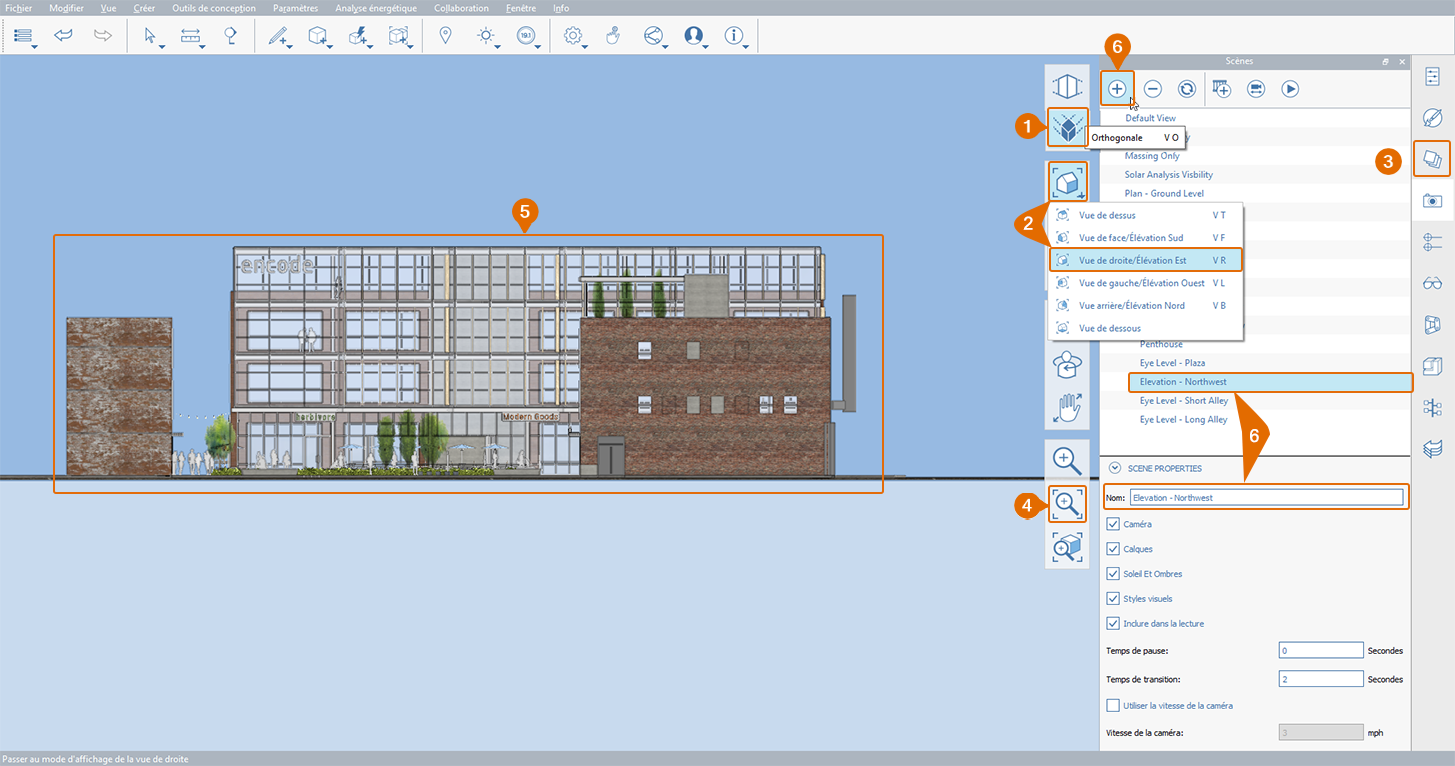 Fichier Modifier Vue Créer Outils de conception Paramètres Analyse énergétique Collaboration Fenêtre Info
19.1
6
Scènes
Default View
1
Orthogonale V O
y
Massing Only
3
Solar Analysis Visbility
Plan - Ground Level
2
Vue de dessus V T
Vue de face/Élévation Sud V F
Vue de droite/Élévation Est V R
Vue de gauche/Élévation Ouest V L
Vue arrière/Élévation Nord V B
Vue de dessous
5
encode
herbivore
Modern Goods
Penthouse
Eye Level - Plaza
Elevation - Northwest
Eye Level - Short Alley
Eye Level - Long Alley
6
SCENE PROPERTIES
4
Nom: Elevation - Northwest
Caméra
Calques
Soleil Et Ombres
Styles visuels
Inclure dans la lecture
Temps de pause: 0 Secondes
Temps de transition: 2 Secondes
Utiliser la vitesse de la caméra
Vitesse de la caméra: 3 mph
Passer au mode d'affichage de la vue de droite